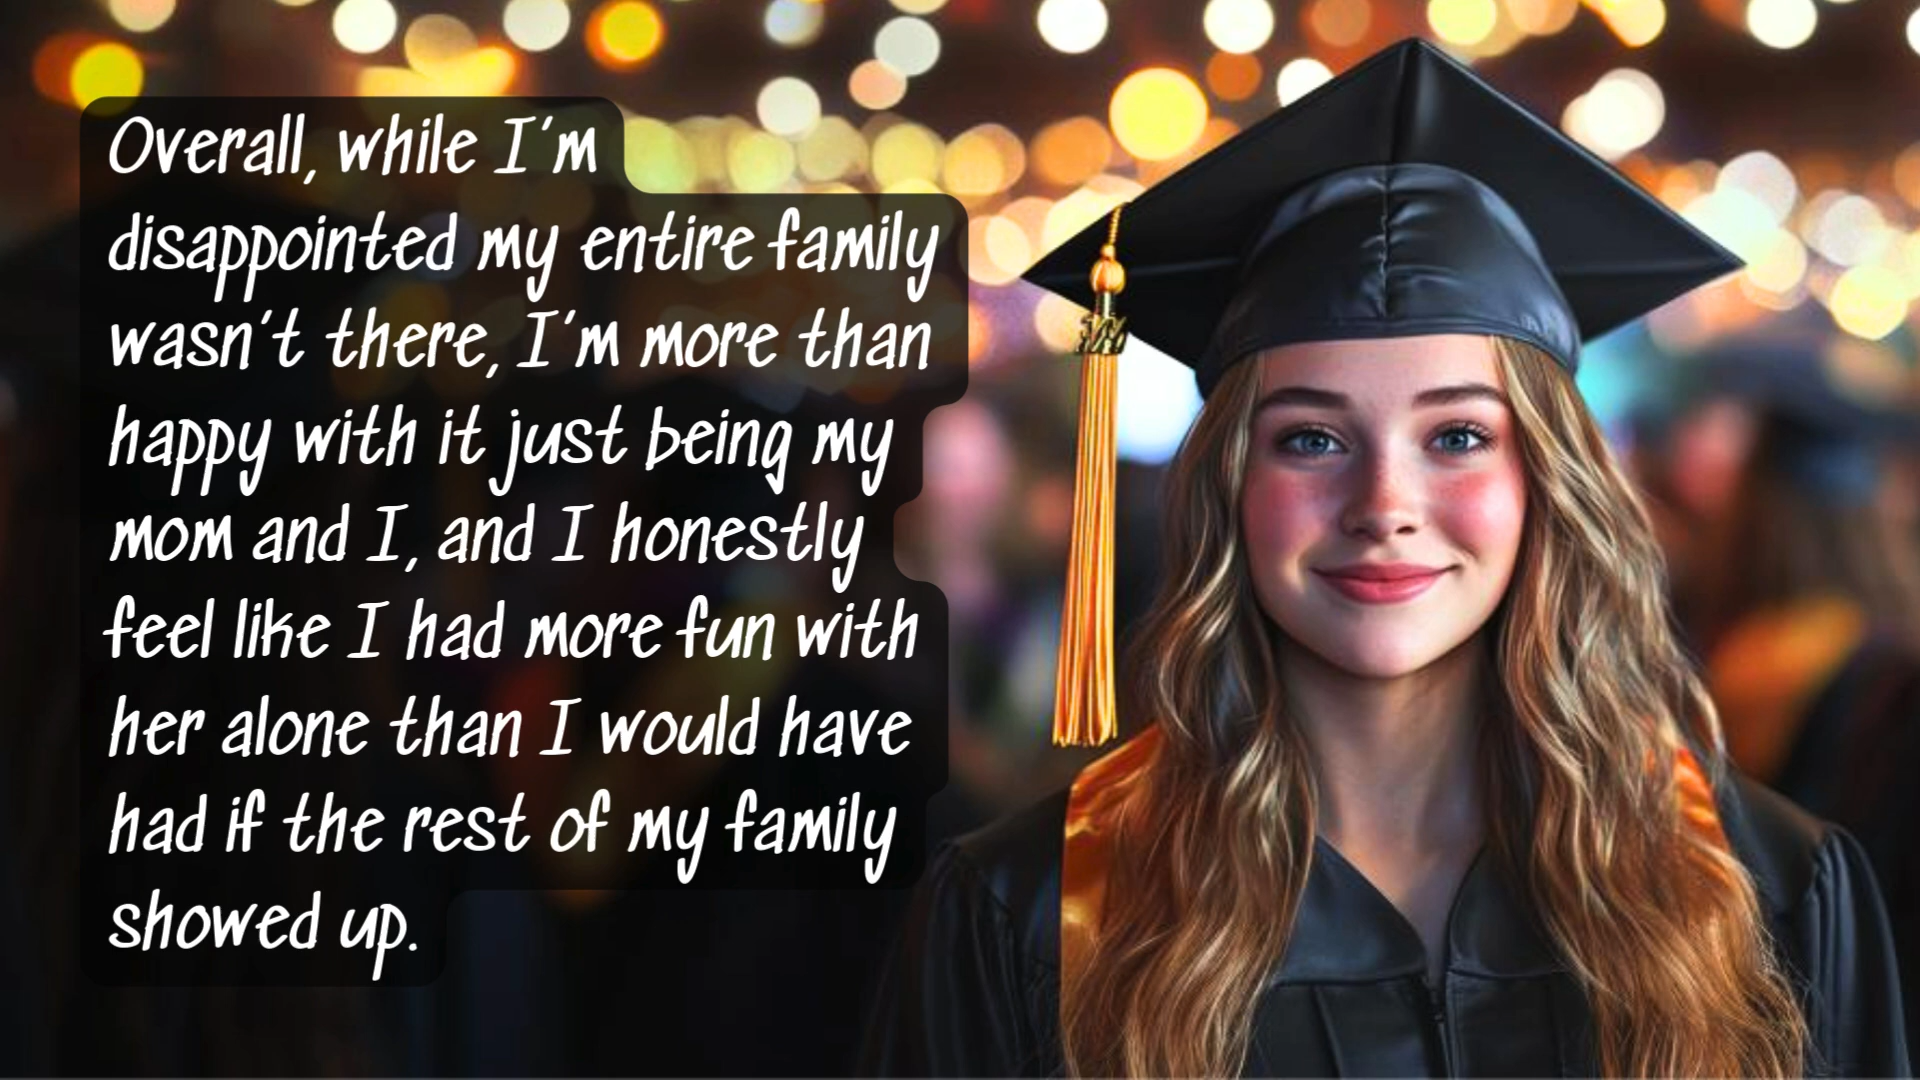 Overall, while I'm
disappointed my entire family
wasn't there, I'm more than
happy with it just being my
mom and I, and I honestly
feel like I had more fun with
her alone than I would have
had if the rest of my family
showed up.